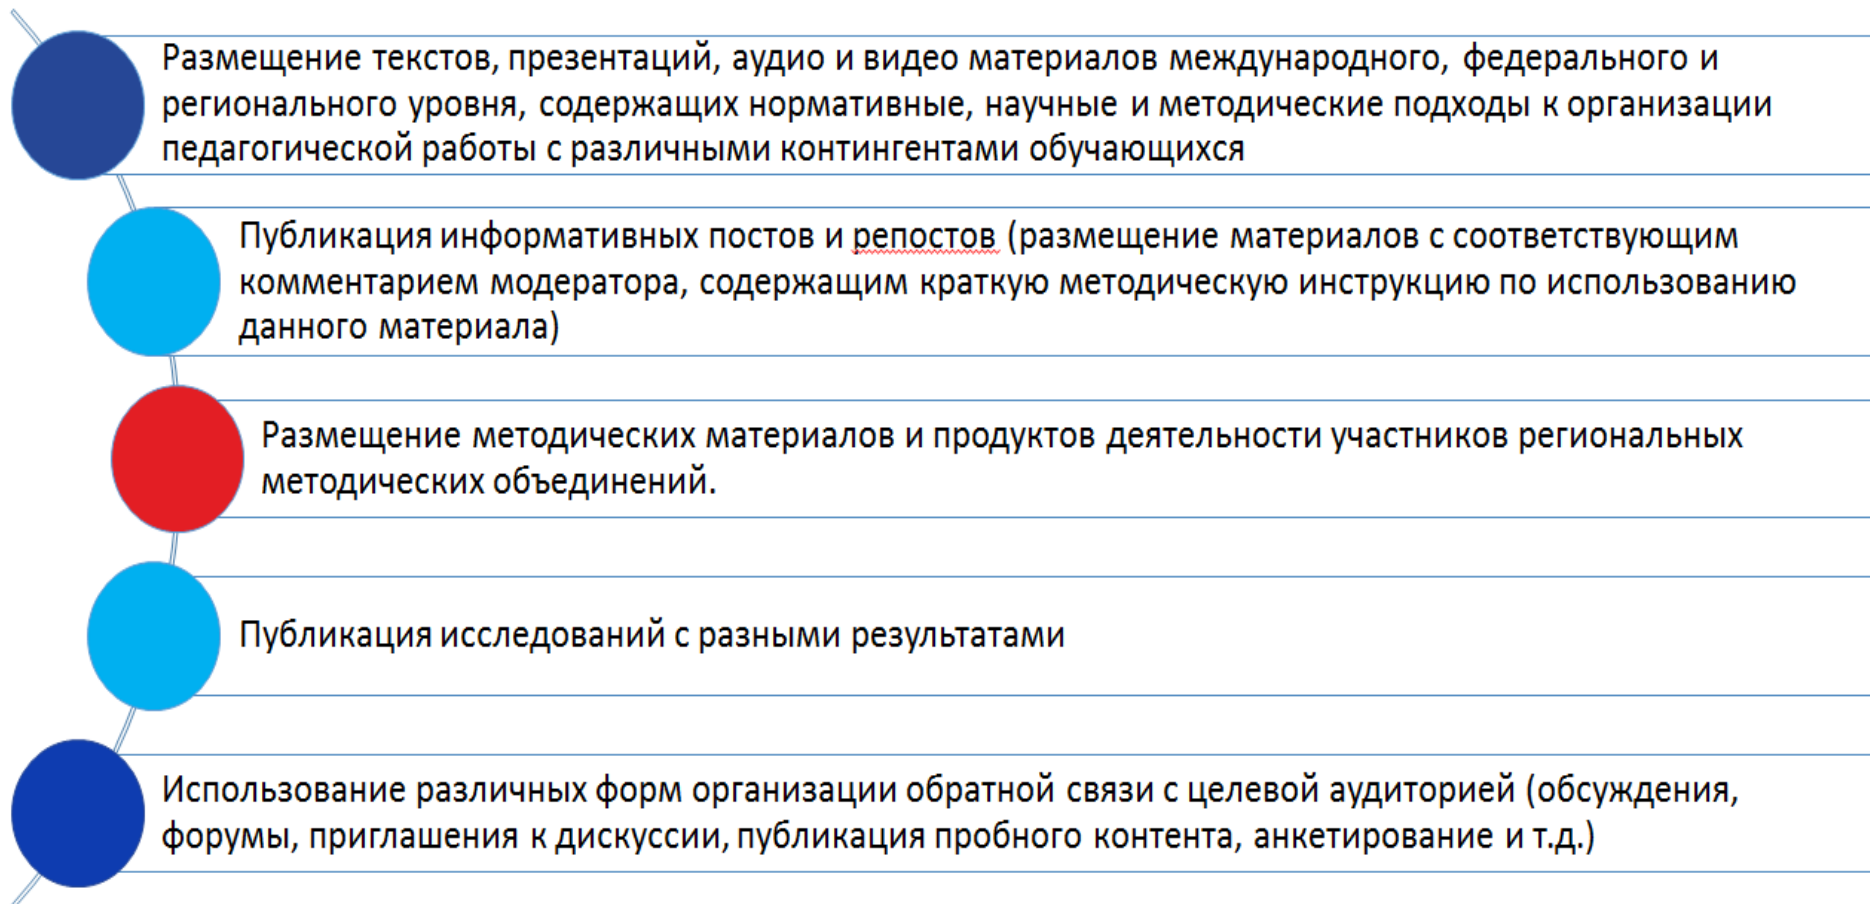 Размещение текстов, презентаций, аудио и видео материалов международного, федерального и
регионального уровня, содержащих нормативные, научные и методические подходы к организации
педагогической работы с различными контингентами обучающихся
Публикация информативных постов и репостов (размещение материалов с соответствующим
комментарием модератора, содержащим краткую методическую инструкцию по использованию
данного материала)
Размещение методических материалов и продуктов деятельности участников региональных
методических объединений.
Публикация исследований с разными результатами
Использование различных форм организации обратной связи с целевой аудиторией (обсуждения,
форумы, приглашения к дискуссии, публикация пробного контента, анкетирование и т.д.)